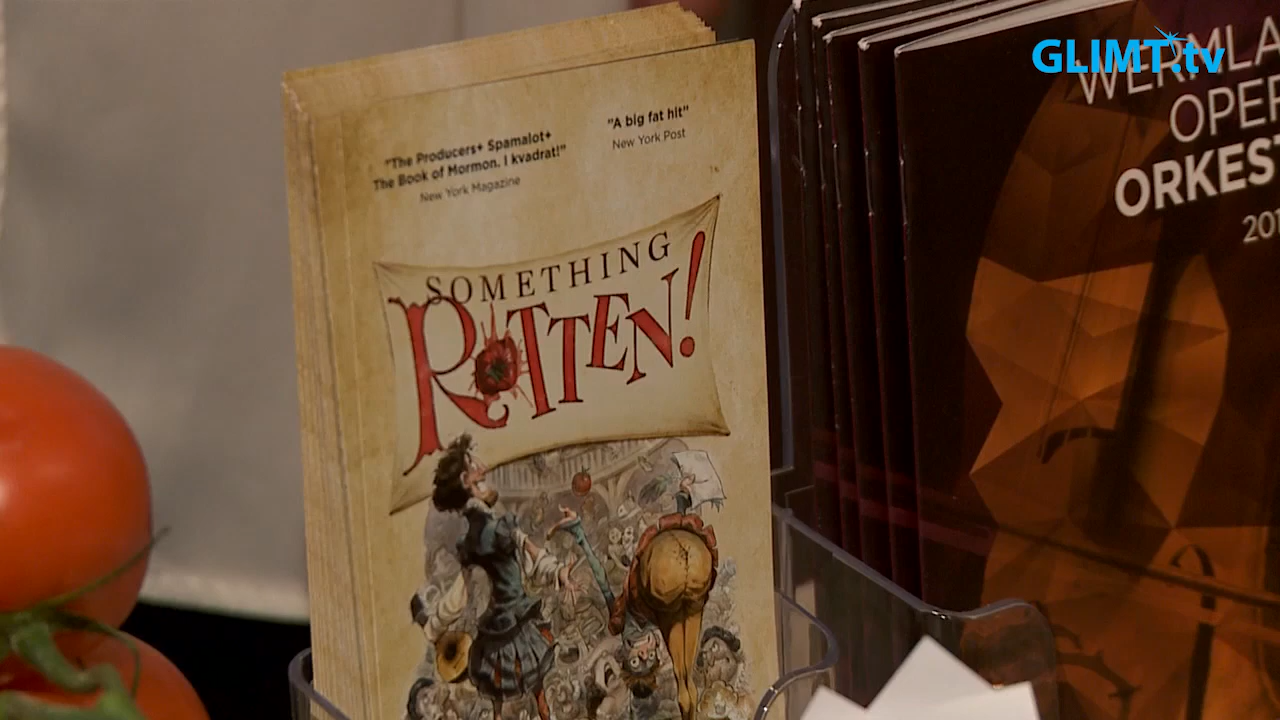 "The Producers+ Spamalot+
The Book of Mormon. I kvadrat!"
New York Magazine
"A big fat hit"
New York Post
SOMETHING
ROTTEN!
GLIMT.tv
ORKEST